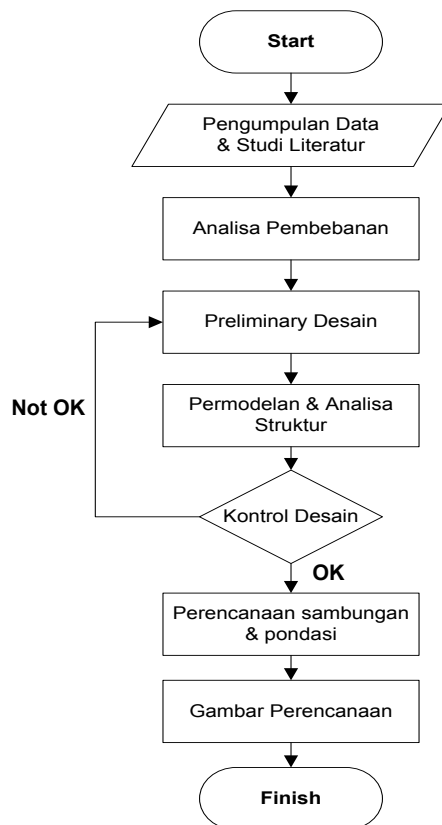 Start
Pengumpulan Data
& Studi Literatur
Analisa Pembebanan
Preliminary Desain
Not OK
Permodelan & Analisa
Struktur
Kontrol Desain
OK
Perencanaan sambungan
& pondasi
Gambar Perencanaan
Finish